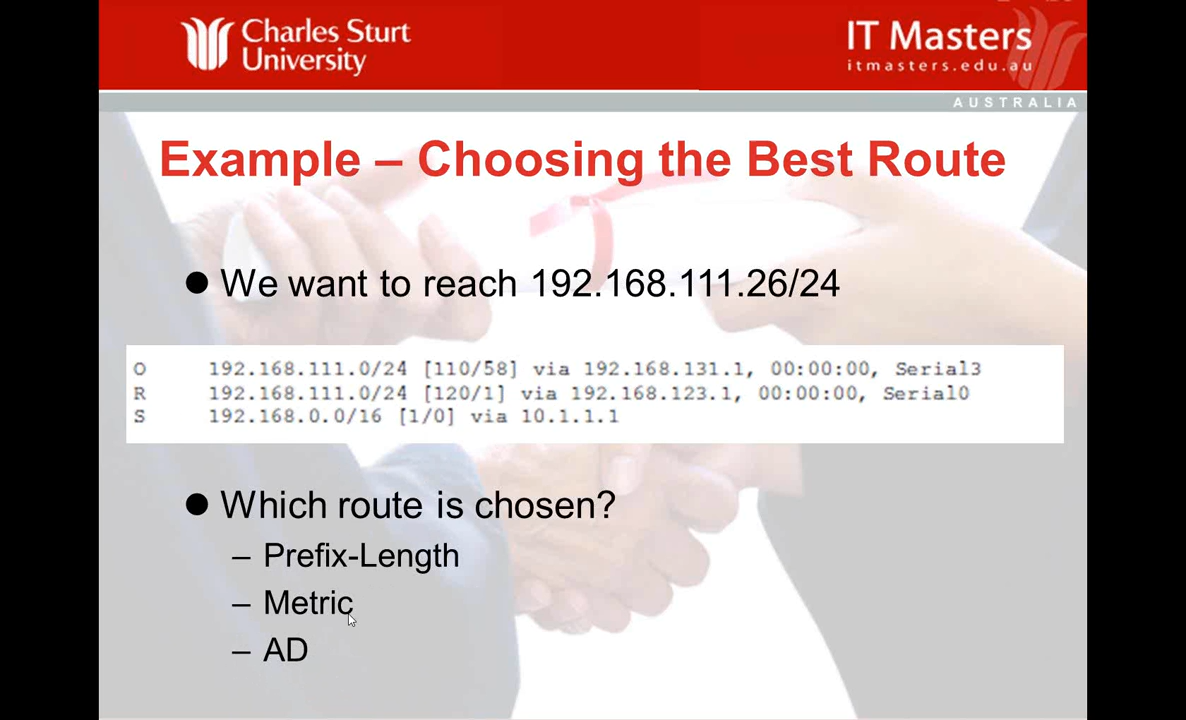 Charles Sturt
University
IT Masters
itmasters.edu.au
AUSTRALIA
Example – Choosing the Best Route
● We want to reach 192.168.111.26/24
O 192.168.111.0/24 [110/58] via 192.168.131.1, 00:00:00, Serial3
R 192.168.111.0/24 [120/1] via 192.168.123.1, 00:00:00, Serial0
S 192.168.0.0/16 [1/0] via 10.1.1.1
● Which route is chosen?
– Prefix-Length
– Metric
– AD